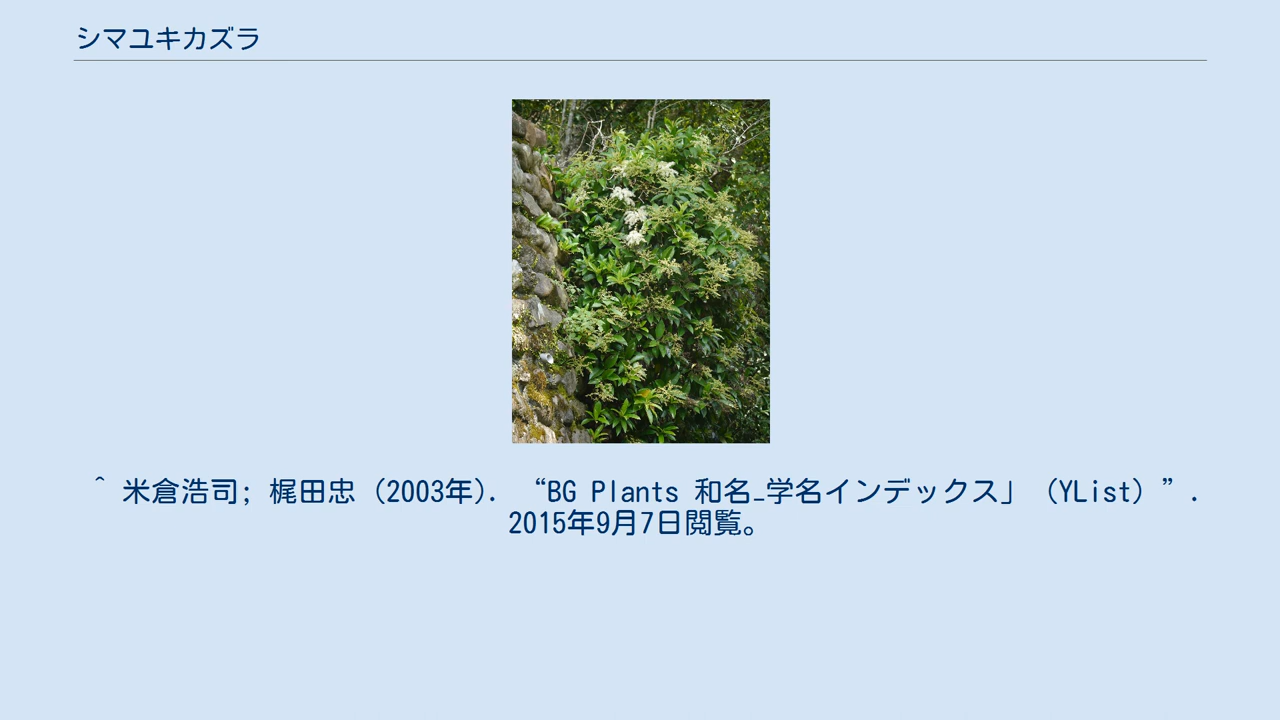 シマユキカズラ
^ 米倉浩司; 梶田忠 (2003年). “BG Plants 和名−学名インデックス」（YList）”.
2015年9月7日閲覧。